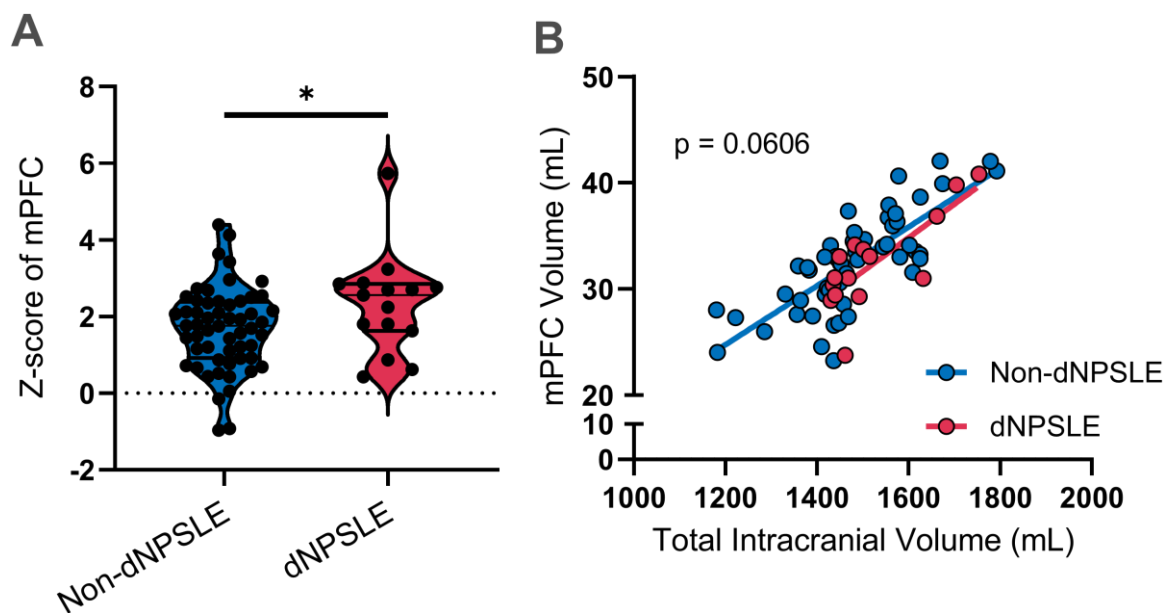 A
Z-score of mPFC
8
6
4
2
0
-2
*
Non-dNPSLE
dNPSLE
B
mPFC Volume (mL)
50
40
30
20
10
0
p = 0.0606
Non-dNPSLE
dNPSLE
1000 1200 1400 1600 1800 2000
Total Intracranial Volume (mL)